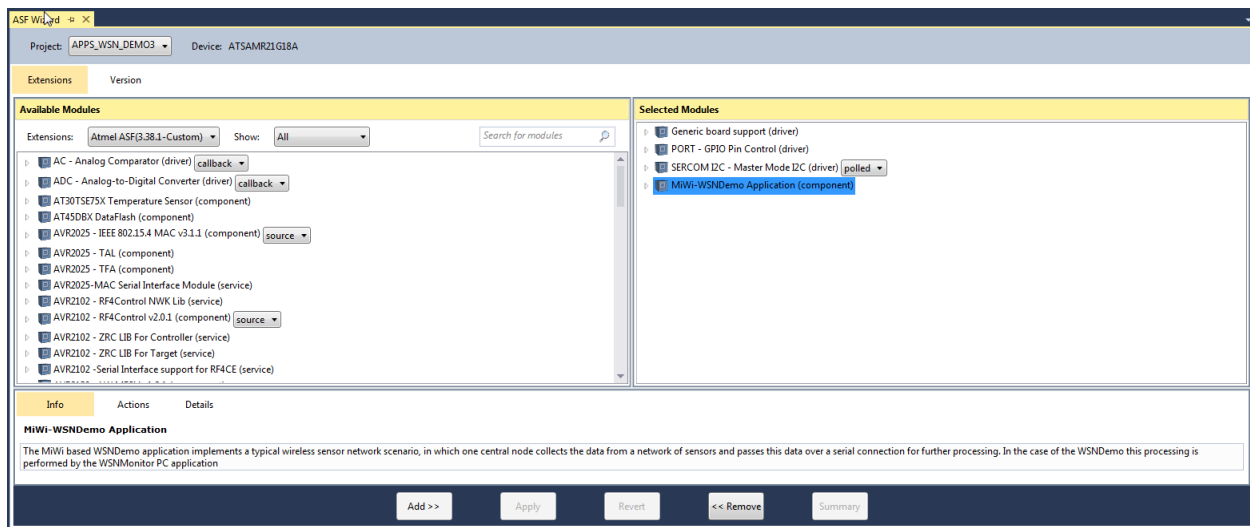 ASF Wizard
Project: APPS_WSN_DEMO3 Device: ATSAMR21G18A
Extensions Version
Available Modules
Extensions: Atmel ASF(3.38.1-Custom) Show: All Search for modules
AC - Analog Comparator (driver) callback
ADC - Analog-to-Digital Converter (driver) callback
AT30TSE75X Temperature Sensor (component)
AT45DBX DataFlash (component)
AVR2025 - IEEE 802.15.4 MAC v3.1.1 (component) source
AVR2025 - TAL (component)
AVR2025 - TFA (component)
AVR2025-MAC Serial Interface Module (service)
AVR2102 - RF4Control NWK Lib (service)
AVR2102 - RF4Control v2.0.1 (component) source
AVR2102 - ZRC LIB For Controller (service)
AVR2102 - ZRC LIB For Target (service)
AVR2102 -Serial Interface support for RF4CE (service)
Selected Modules
Generic board support (driver)
PORT - GPIO Pin Control (driver)
SERCOM I2C - Master Mode I2C (driver) polled
MiWi-WSNDemo Application (component)
Info Actions Details
MiWi-WSNDemo Application
The MiWi based WSNDemo application implements a typical wireless sensor network scenario, in which one central node collects the data from a network of sensors and passes this data over a serial connection for further processing. In the case of the WSNDemo this processing is
performed by the WSNMonitor PC application
Add >> Apply Revert << Remove Summary